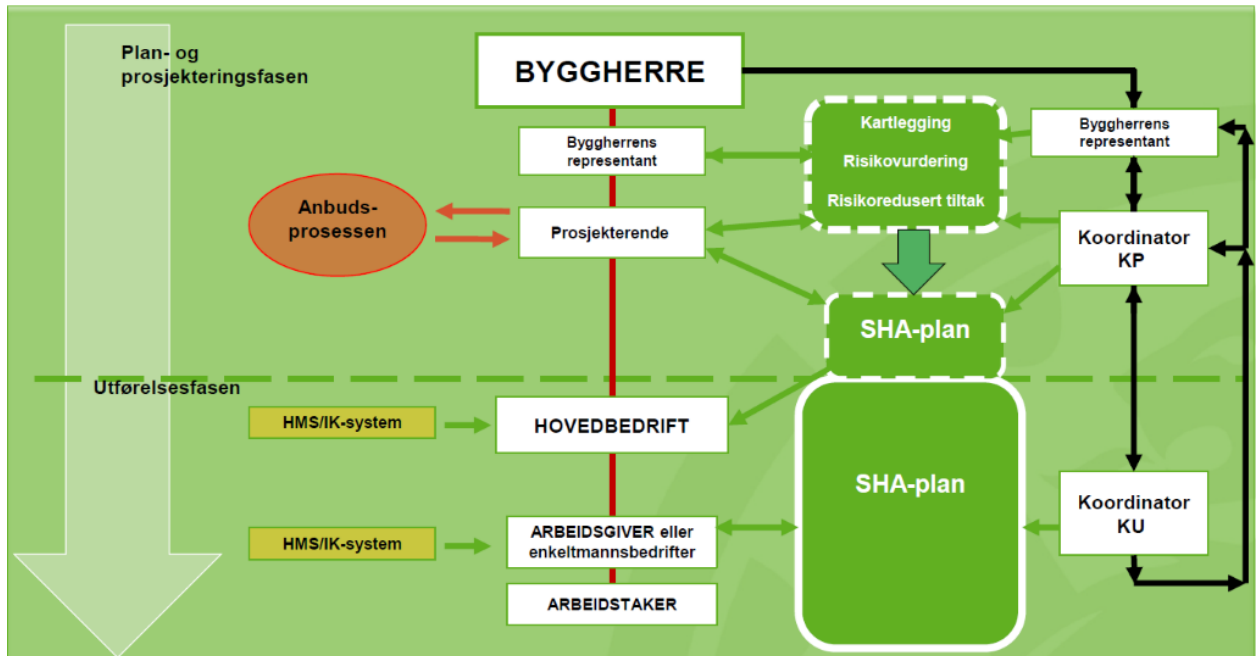 Plan- og
prosjekteringsfasen
BYGGHERRE
Byggherrens
representant
Kartlegging
Risikovurdering
Risikoredusert tiltak
Byggherrens
representant
Anbuds-
prosessen
Prosjekterende
Koordinator
KP
SHA-plan
Utførelsesfasen
HMS/IK-system
HOVEDBEDRIFT
SHA-plan
Koordinator
KU
HMS/IK-system
ARBEIDSGIVER eller
enkeltmannsbedrifter
ARBEIDSTAKER